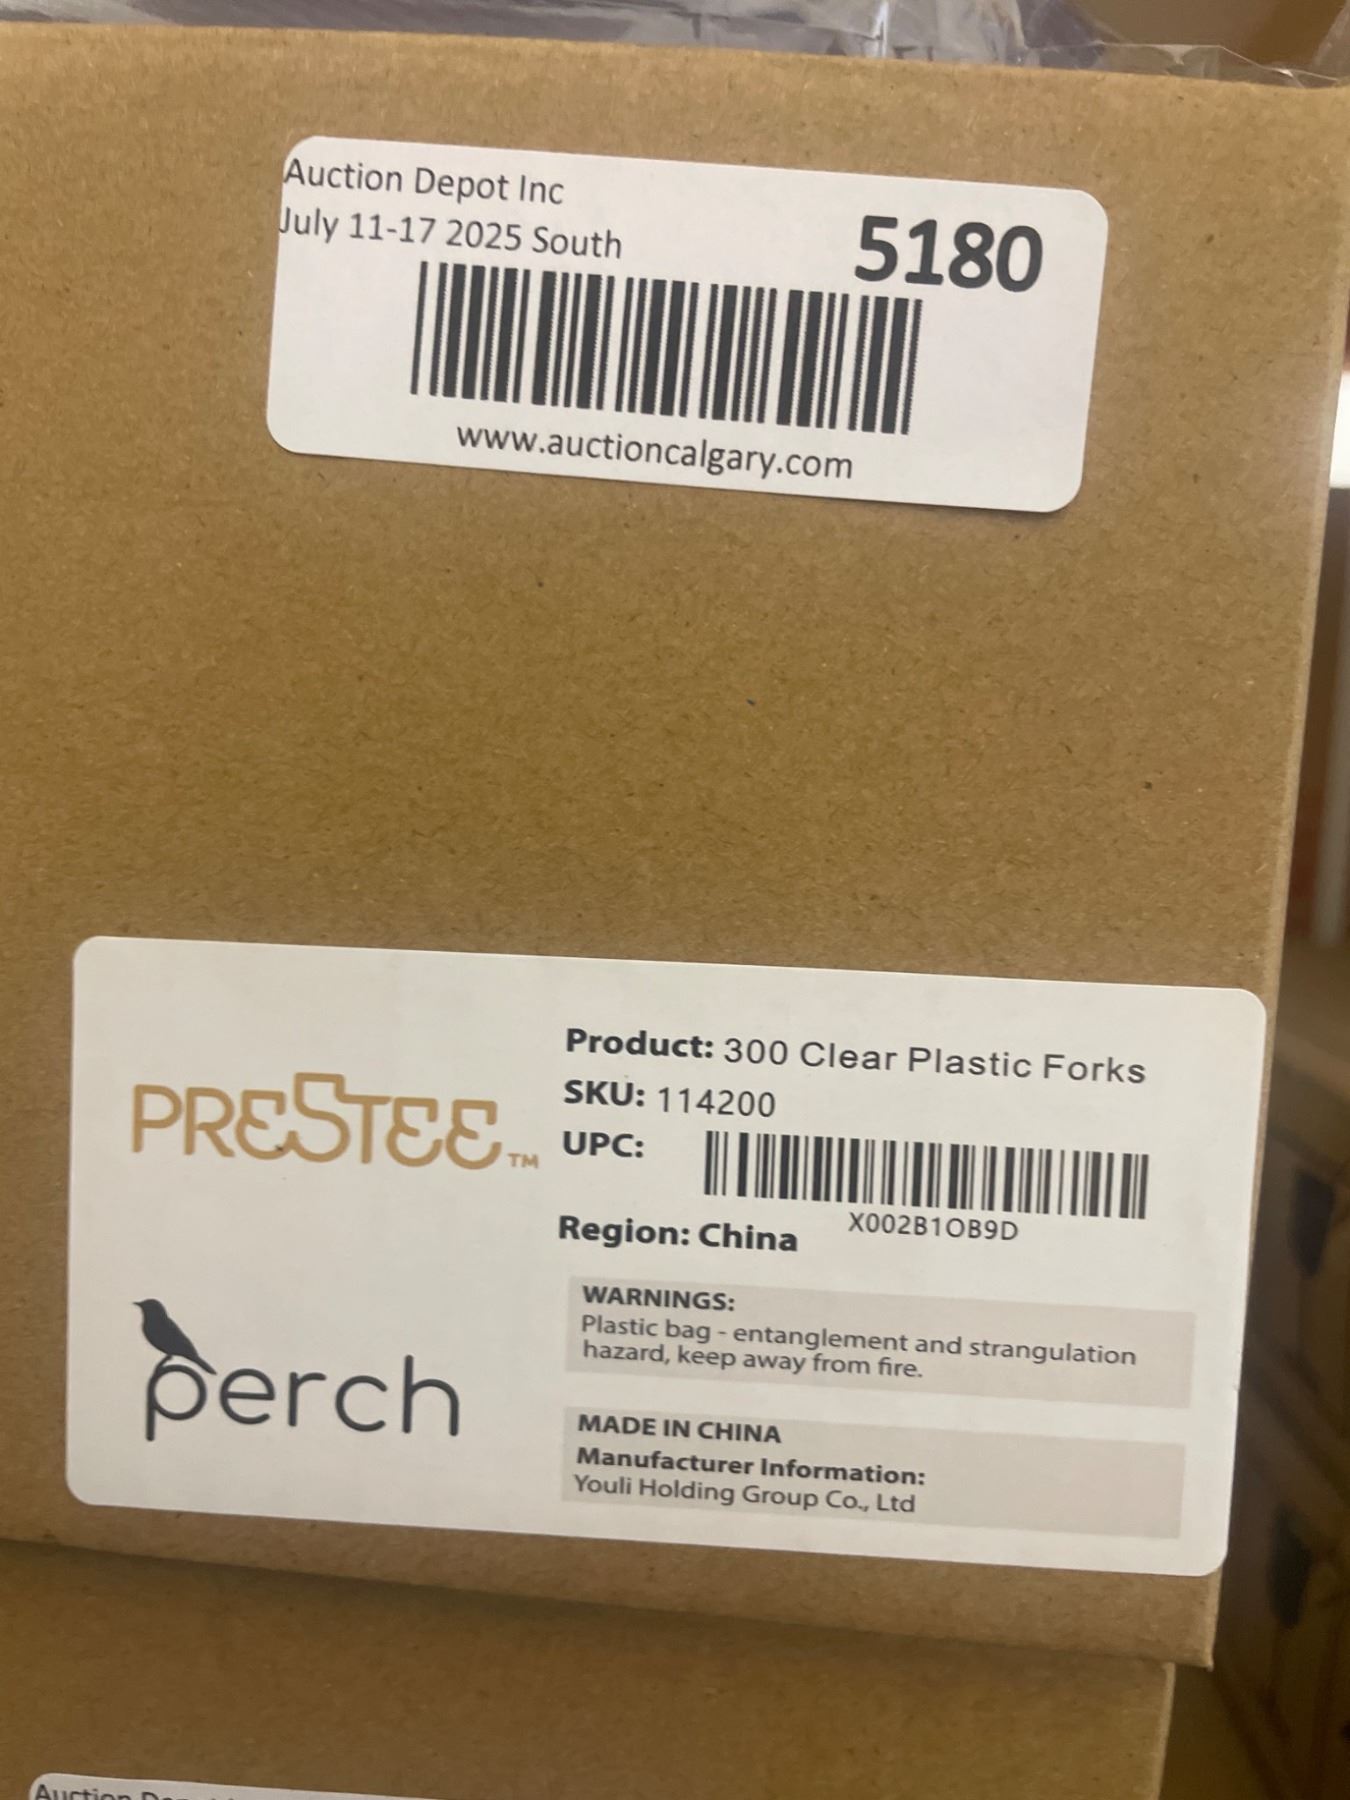 Auction Depot Inc
July 11-17 2025 South
5180
www.auctioncalgary.com
PRESTEE™
perch
Product: 300 Clear Plastic Forks
SKU: 114200
UPC:
X002B1OB9D
Region: China
WARNINGS:
Plastic bag - entanglement and strangulation
hazard, keep away from fire.
MADE IN CHINA
Manufacturer Information:
Youli Holding Group Co., Ltd
Auction